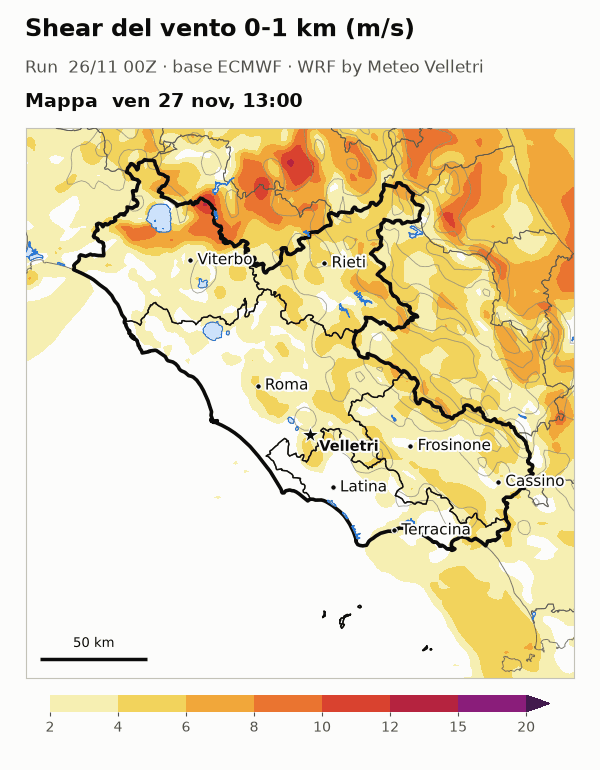 Shear del vento 0-1 km (m/s)
Run  26/11 00Z · base ECMWF · WRF by Meteo Velletri
Mappa  ven 27 nov, 13:00
Viterbo
Rieti
Roma
Velletri
Frosinone
Cassino
Latina
Terracina
50 km
2 4 6 8 10 12 15 20